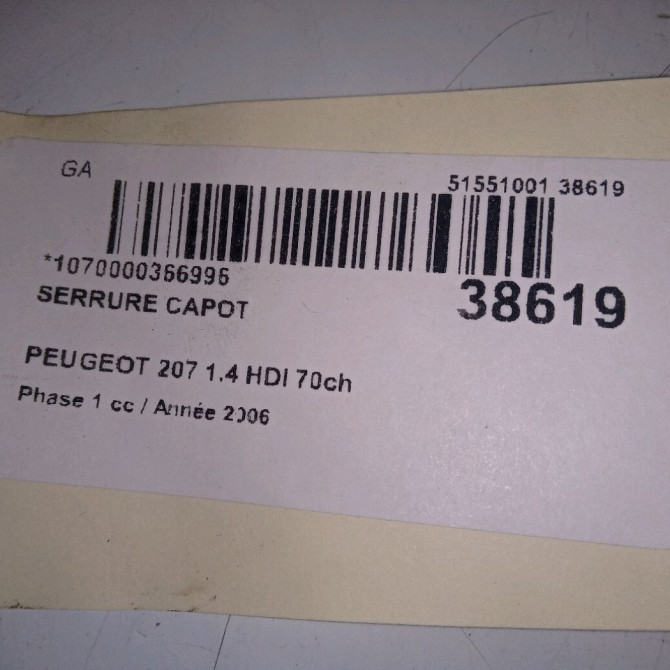 GA
51551001 38619
*1070000366996
38619
SERRURE CAPOT
PEUGEOT 207 1.4 HDI 70ch
Phase 1 cc / Année 2006